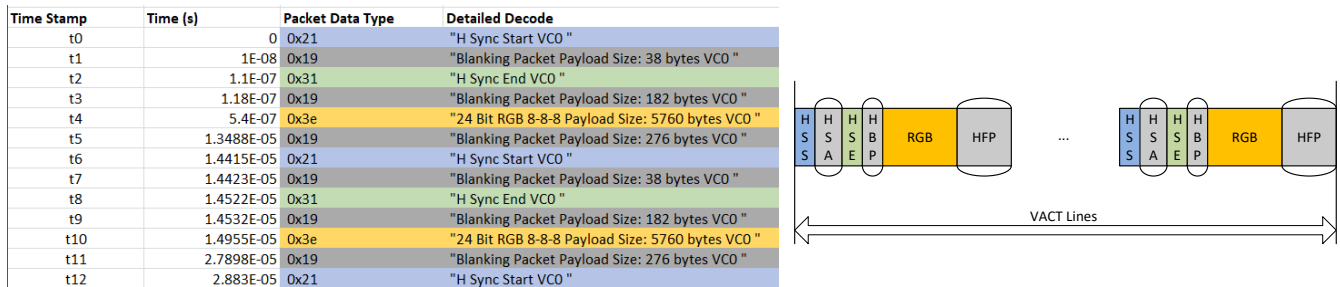 Time Stamp Time (s) Packet Data Type Detailed Decode
t0 0 0x21 "H Sync Start VC0 "
t1 1E-08 0x19 "Blanking Packet Payload Size: 38 bytes VC0 "
t2 1.1E-07 0x31 "H Sync End VC0 "
t3 1.18E-07 0x19 "Blanking Packet Payload Size: 182 bytes VC0 "
t4 5.4E-07 0x3e "24 Bit RGB 8-8-8 Payload Size: 5760 bytes VC0 "
t5 1.3488E-05 0x19 "Blanking Packet Payload Size: 276 bytes VC0 "
t6 1.4415E-05 0x21 "H Sync Start VC0 "
t7 1.4423E-05 0x19 "Blanking Packet Payload Size: 38 bytes VC0 "
t8 1.4522E-05 0x31 "H Sync End VC0 "
t9 1.4532E-05 0x19 "Blanking Packet Payload Size: 182 bytes VC0 "
t10 1.4955E-05 0x3e "24 Bit RGB 8-8-8 Payload Size: 5760 bytes VC0 "
t11 2.7898E-05 0x19 "Blanking Packet Payload Size: 276 bytes VC0 "
t12 2.883E-05 0x21 "H Sync Start VC0 "
HSS HSA HSE HBP RGB HFP ... HSS HSA HSE HBP RGB HFP
VACT Lines